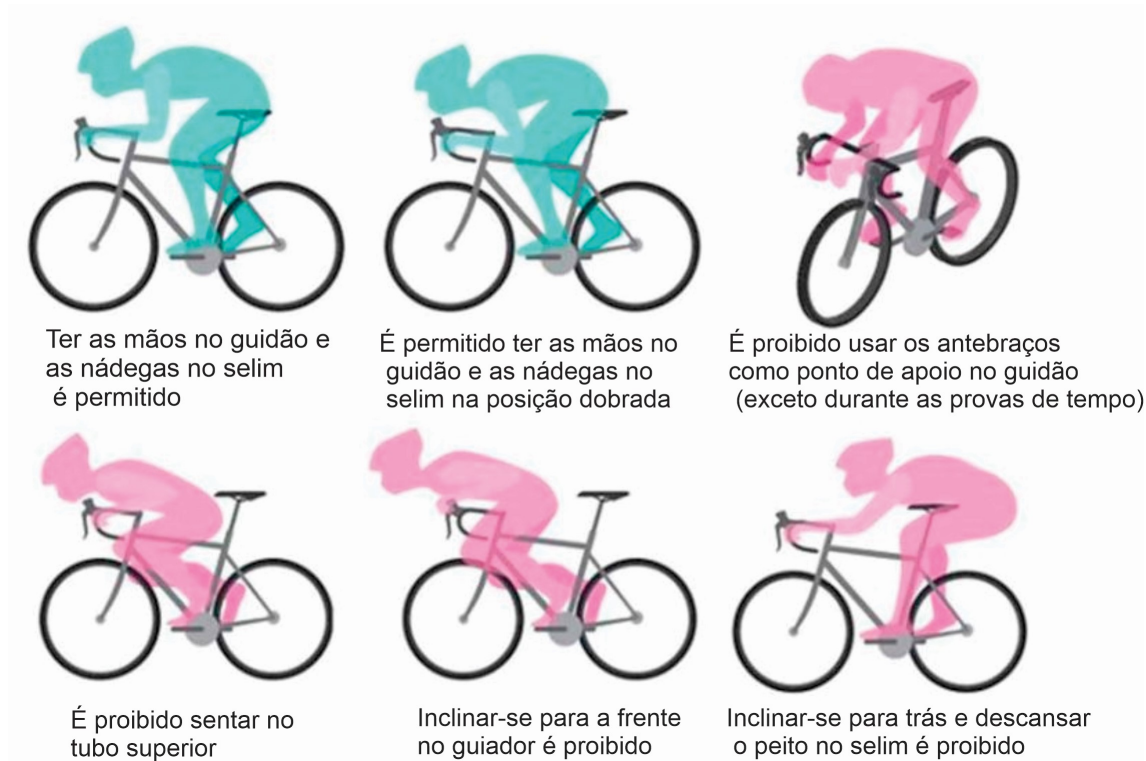 Ter as mãos no guidão e
as nádegas no selim
é permitido
É permitido ter as mãos no
guidão e as nádegas no
selim na posição dobrada
É proibido usar os antebraços
como ponto de apoio no guidão
(exceto durante as provas de tempo)
É proibido sentar no
tubo superior
Inclinar-se para a frente
no guiador é proibido
Inclinar-se para trás e descansar
o peito no selim é proibido